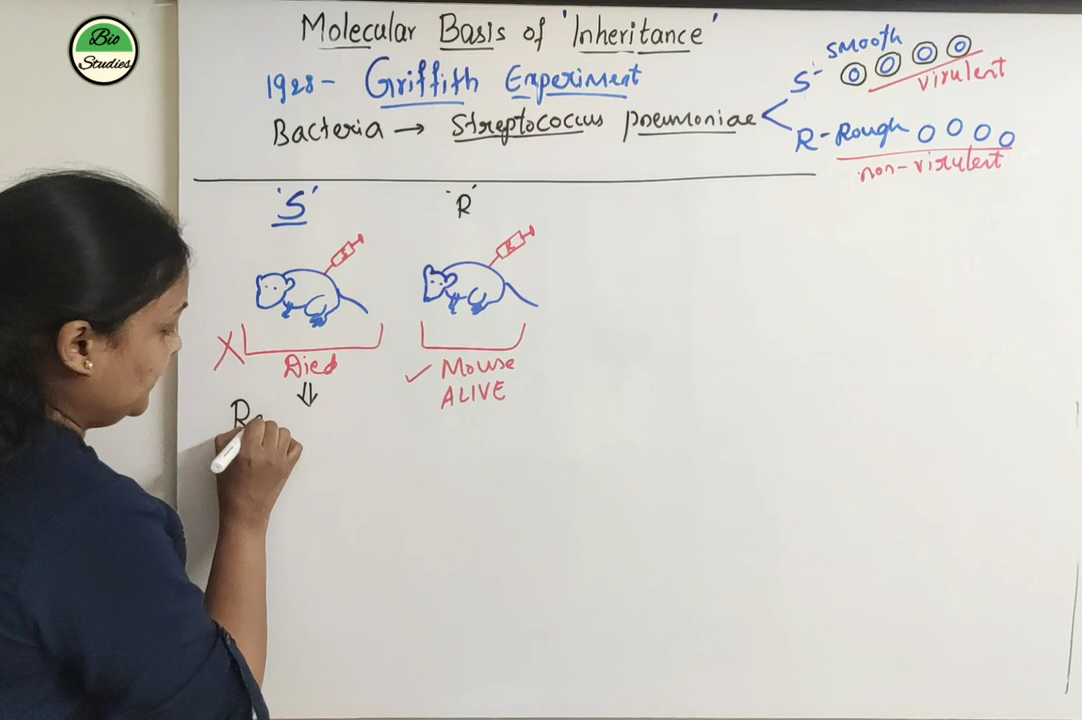 Bio
Studies
Molecular Basis of 'Inheritance'
1928- Griffith Experiment
Bacteria → Streptococcus pneumoniae
S - smooth
virulent
R - Rough
non-virulent
'S'
'R'
X Died
✓ Mouse
ALIVE